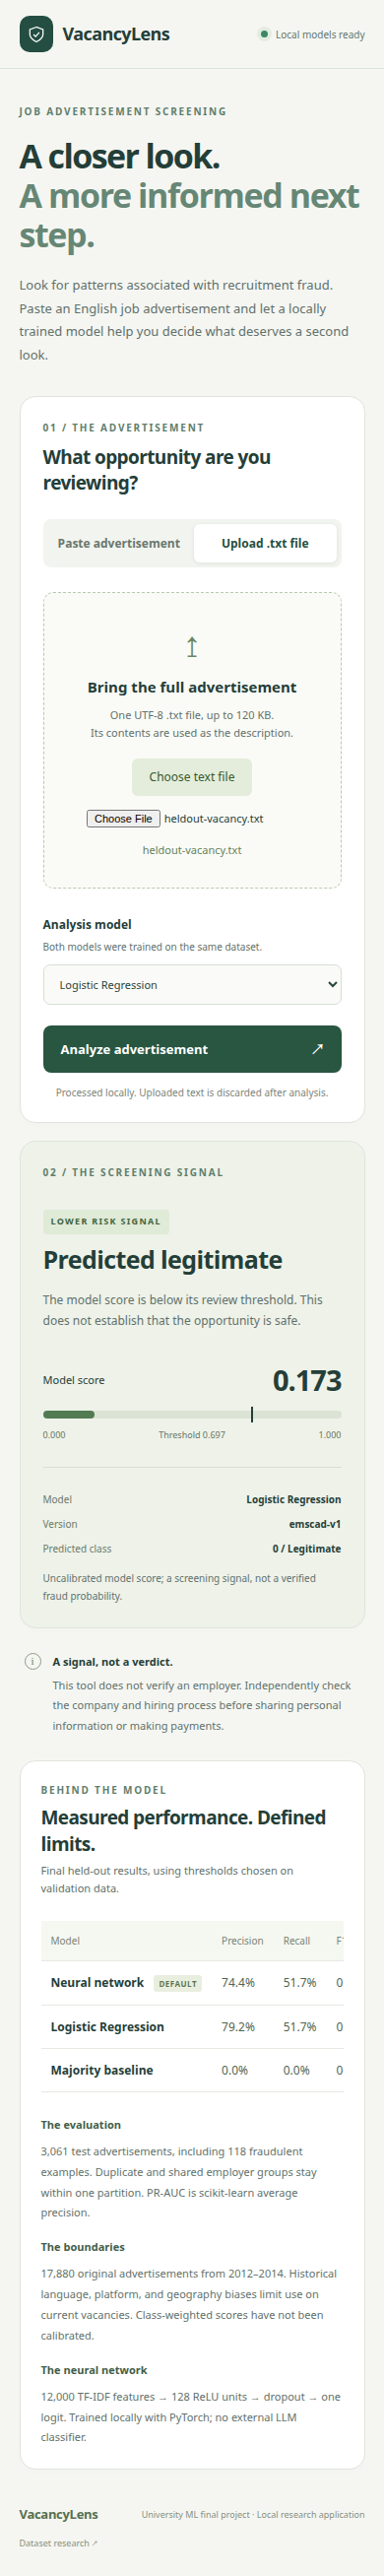 VacancyLens
Local models ready
JOB ADVERTISEMENT SCREENING
A closer look.
A more informed next
step.
Look for patterns associated with recruitment fraud.
Paste an English job advertisement and let a locally
trained model help you decide what deserves a second
look.
01 / THE ADVERTISEMENT
What opportunity are you
reviewing?
Paste advertisement
Upload .txt file
↥
Bring the full advertisement
One UTF-8 .txt file, up to 120 KB.
Its contents are used as the description.
Choose text file
Choose File heldout-vacancy.txt
heldout-vacancy.txt
Analysis model
Both models were trained on the same dataset.
Logistic Regression
Analyze advertisement ↗
Processed locally. Uploaded text is discarded after analysis.
02 / THE SCREENING SIGNAL
LOWER RISK SIGNAL
Predicted legitimate
The model score is below its review threshold. This
does not establish that the opportunity is safe.
Model score 0.173
0.000 Threshold 0.697 1.000
Model Logistic Regression
Version emscad-v1
Predicted class 0 / Legitimate
Uncalibrated model score; a screening signal, not a verified
fraud probability.
i A signal, not a verdict.
This tool does not verify an employer. Independently check
the company and hiring process before sharing personal
information or making payments.
BEHIND THE MODEL
Measured performance. Defined
limits.
Final held-out results, using thresholds chosen on
validation data.
Model Precision Recall
Neural network DEFAULT 74.4% 51.7% 0
Logistic Regression 79.2% 51.7% 0
Majority baseline 0.0% 0.0% 0
The evaluation
3,061 test advertisements, including 118 fraudulent
examples. Duplicate and shared employer groups stay
within one partition. PR-AUC is scikit-learn average
precision.
The boundaries
17,880 original advertisements from 2012–2014. Historical
language, platform, and geography biases limit use on
current vacancies. Class-weighted scores have not been
calibrated.
The neural network
12,000 TF-IDF features → 128 ReLU units → dropout → one
logit. Trained locally with PyTorch; no external LLM
classifier.
VacancyLens
University ML final project · Local research application
Dataset research ↗